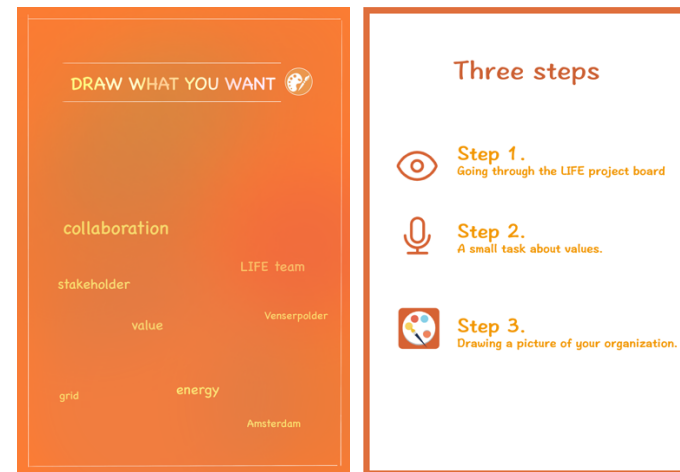 DRAW WHAT YOU WANT
collaboration
LIFE team
stakeholder
Venserpolder
value
energy
grid
Amsterdam
Three steps
Step 1.
Going through the LIFE project board
Step 2.
A small task about values.
Step 3.
Drawing a picture of your organization.